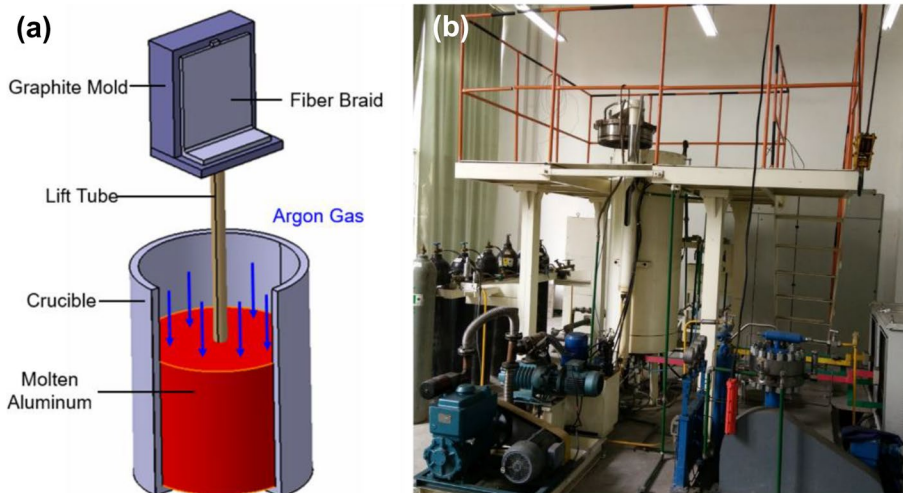 (a)
Graphite Mold
Fiber Braid
Lift Tube
Argon Gas
Crucible
Molten
Aluminum
(b)